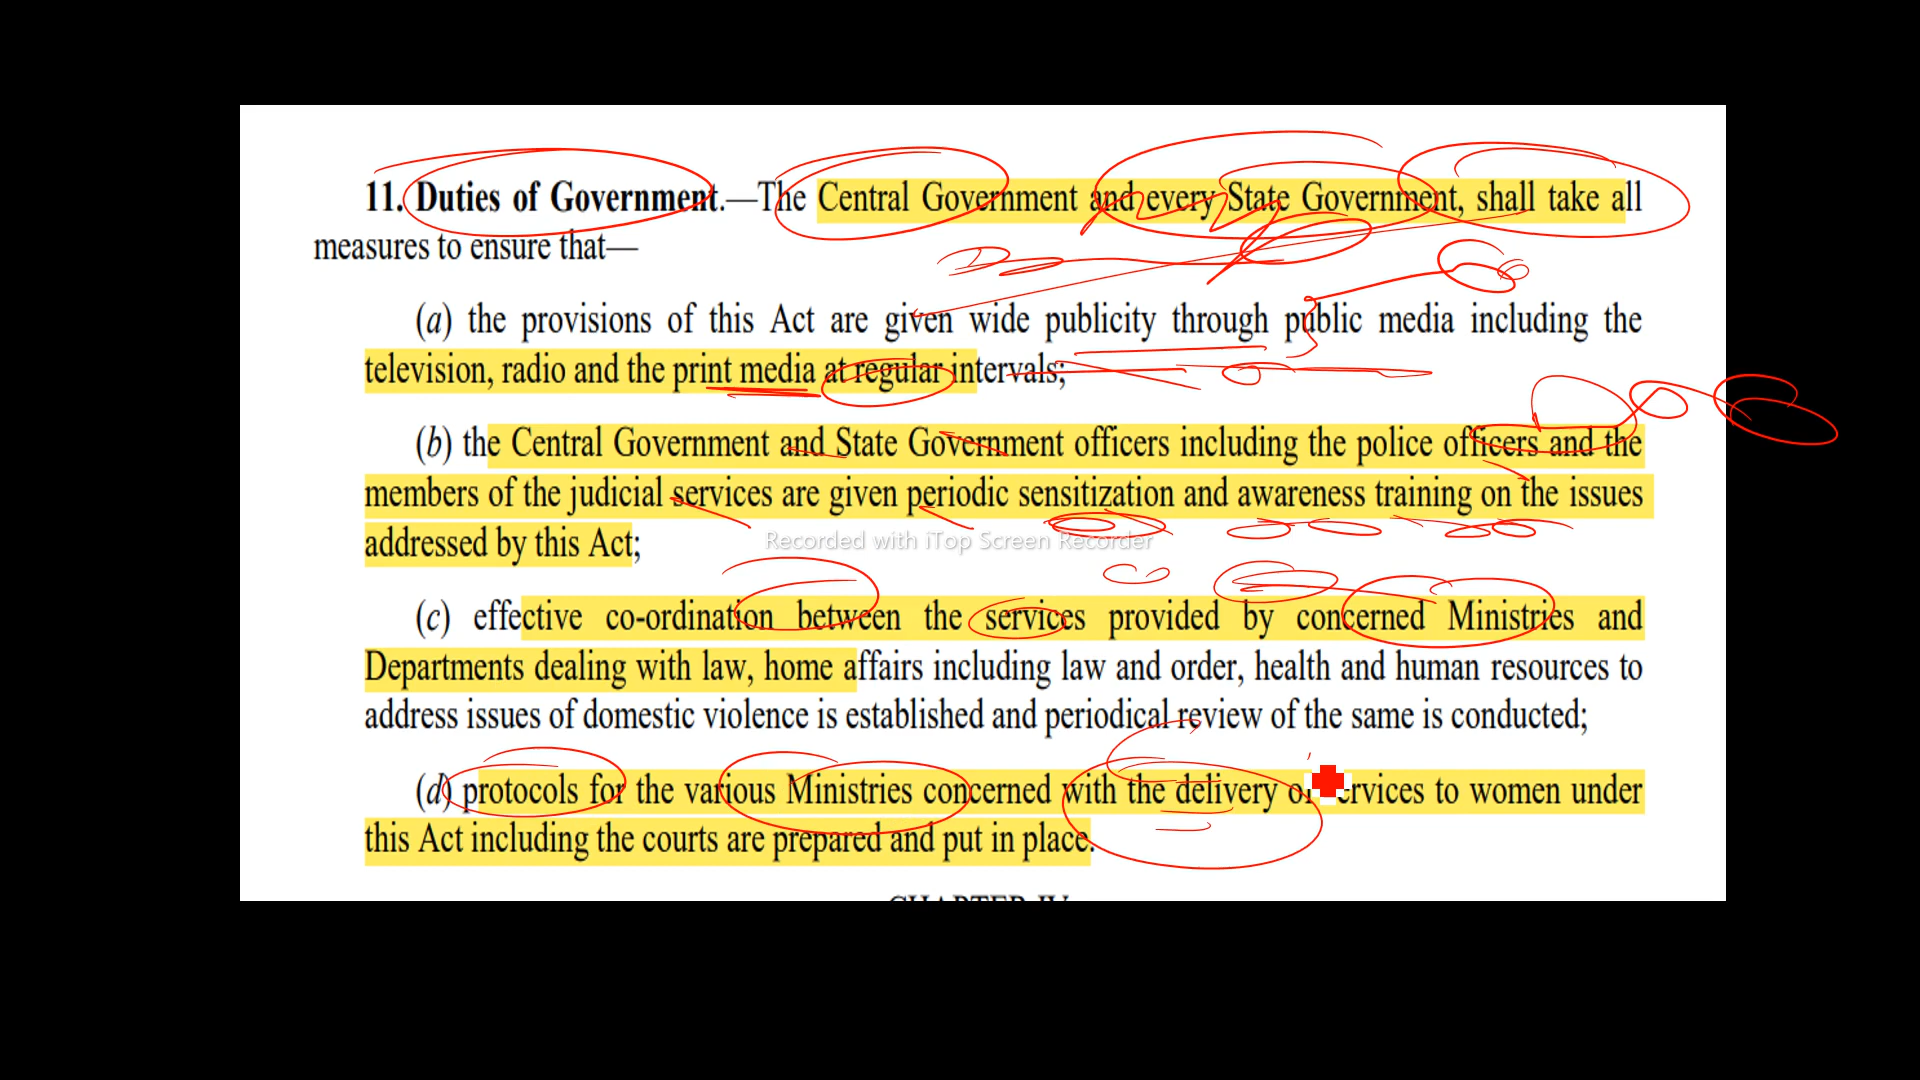 11. Duties of Government.—The Central Government and every State Government, shall take all
measures to ensure that—
(a) the provisions of this Act are given wide publicity through public media including the
television, radio and the print media at regular intervals;
(b) the Central Government and State Government officers including the police officers and the
members of the judicial services are given periodic sensitization and awareness training on the issues
addressed by this Act;
Recorded with iTop Screen Recorder
(c) effective co-ordination between the services provided by concerned Ministries and
Departments dealing with law, home affairs including law and order, health and human resources to
address issues of domestic violence is established and periodical review of the same is conducted;
(d) protocols for the various Ministries concerned with the delivery of services to women under
this Act including the courts are prepared and put in place.
CHAPTER IV